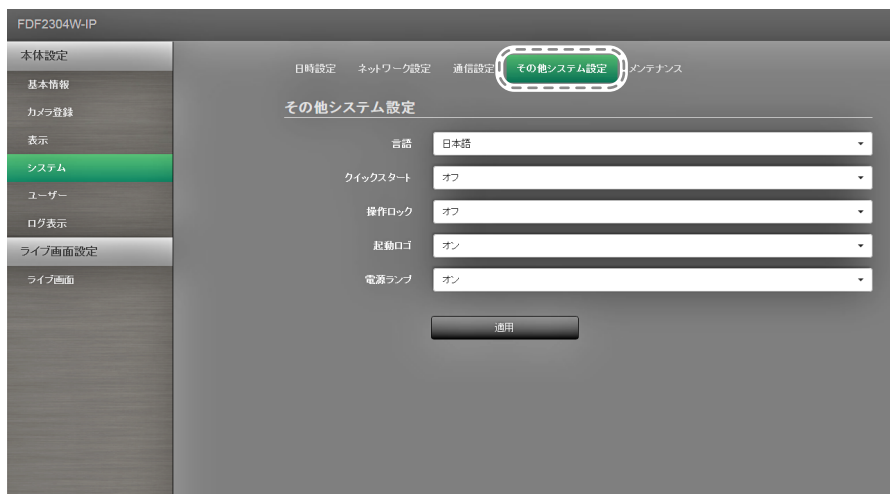 FDF2304W-IP
本体設定
基本情報
カメラ登録
表示
システム
ユーザー
ログ表示
ライブ画面設定
ライブ画面
日時設定 ネットワーク設定 通信設定 その他システム設定 メンテナンス
その他システム設定
言語 日本語
クイックスタート オフ
操作ロック オフ
起動ロゴ オン
電源ランプ オン
適用